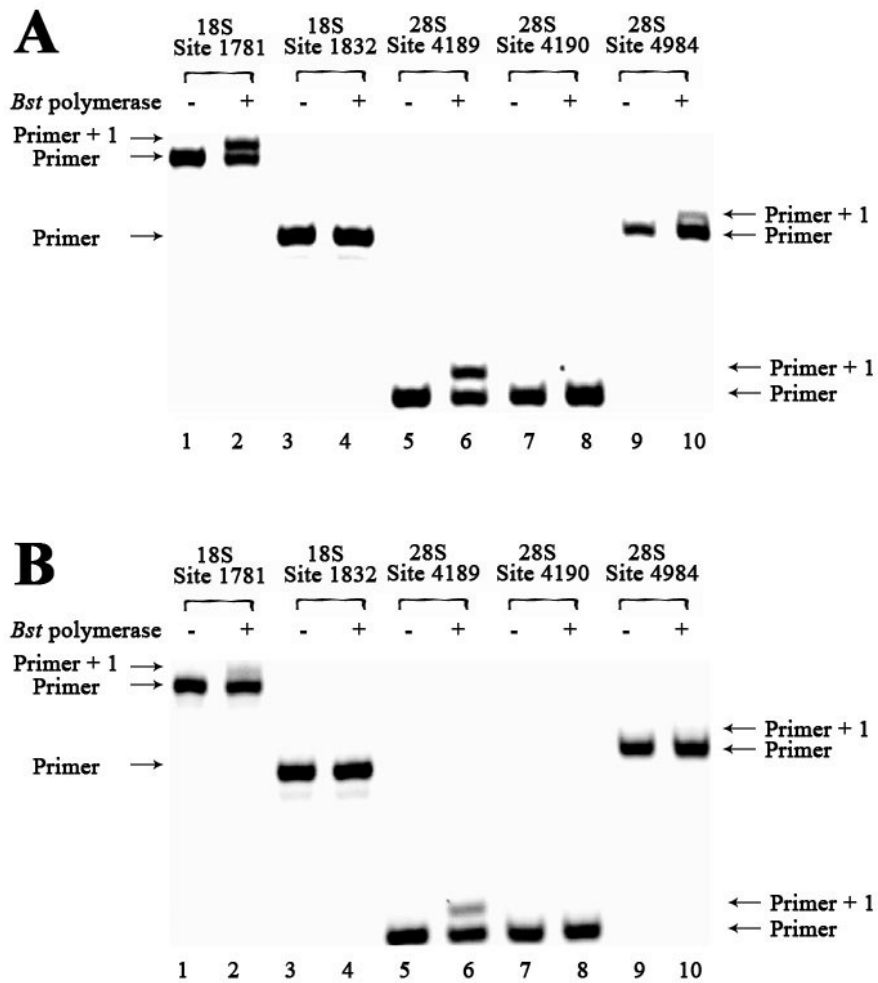 A
18S 18S 28S 28S 28S
Site 1781 Site 1832 Site 4189 Site 4190 Site 4984
Bst polymerase - + - + - + - + - +
Primer + 1
Primer
Primer + 1
Primer
Primer
Primer + 1
Primer
1 2 3 4 5 6 7 8 9 10
B
18S 18S 28S 28S 28S
Site 1781 Site 1832 Site 4189 Site 4190 Site 4984
Bst polymerase - + - + - + - + - +
Primer + 1
Primer
Primer + 1
Primer
Primer
Primer + 1
Primer
1 2 3 4 5 6 7 8 9 10